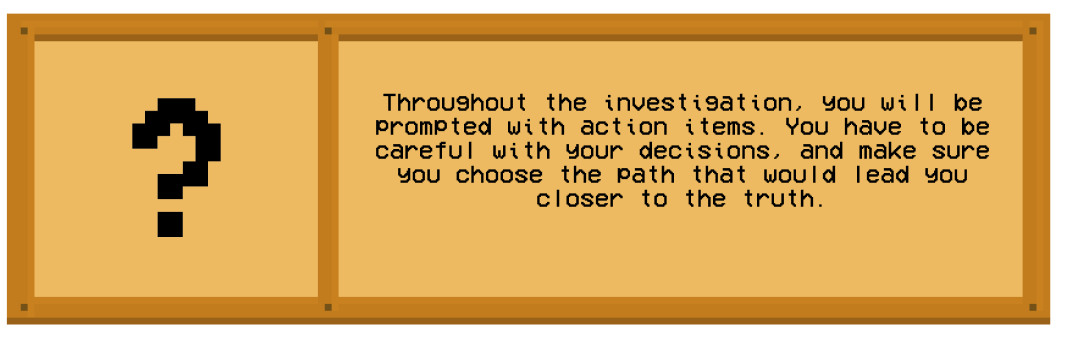 ?
Throughout the investigation, you will be
prompted with action items. You have to be
careful with your decisions, and make sure
you choose the path that would lead you
closer to the truth.